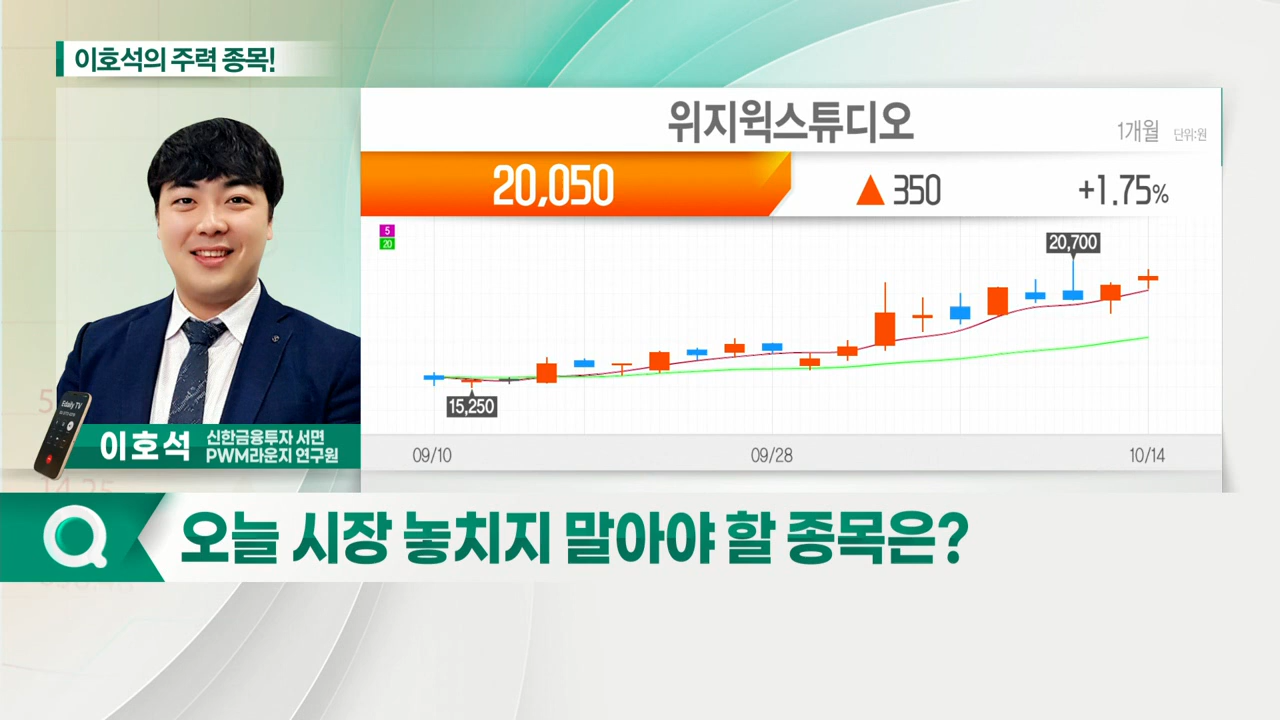 이호석의 주력 종목!
위지윅스튜디오
1개월 단위:원
20,050 ▲ 350 +1.75%
5
20
20,700
15,250
09/10 09/28 10/14
Edaily TV
이호석
신한금융투자 서면
PWM라운지 연구원
Q 오늘 시장 놓치지 말아야 할 종목은?